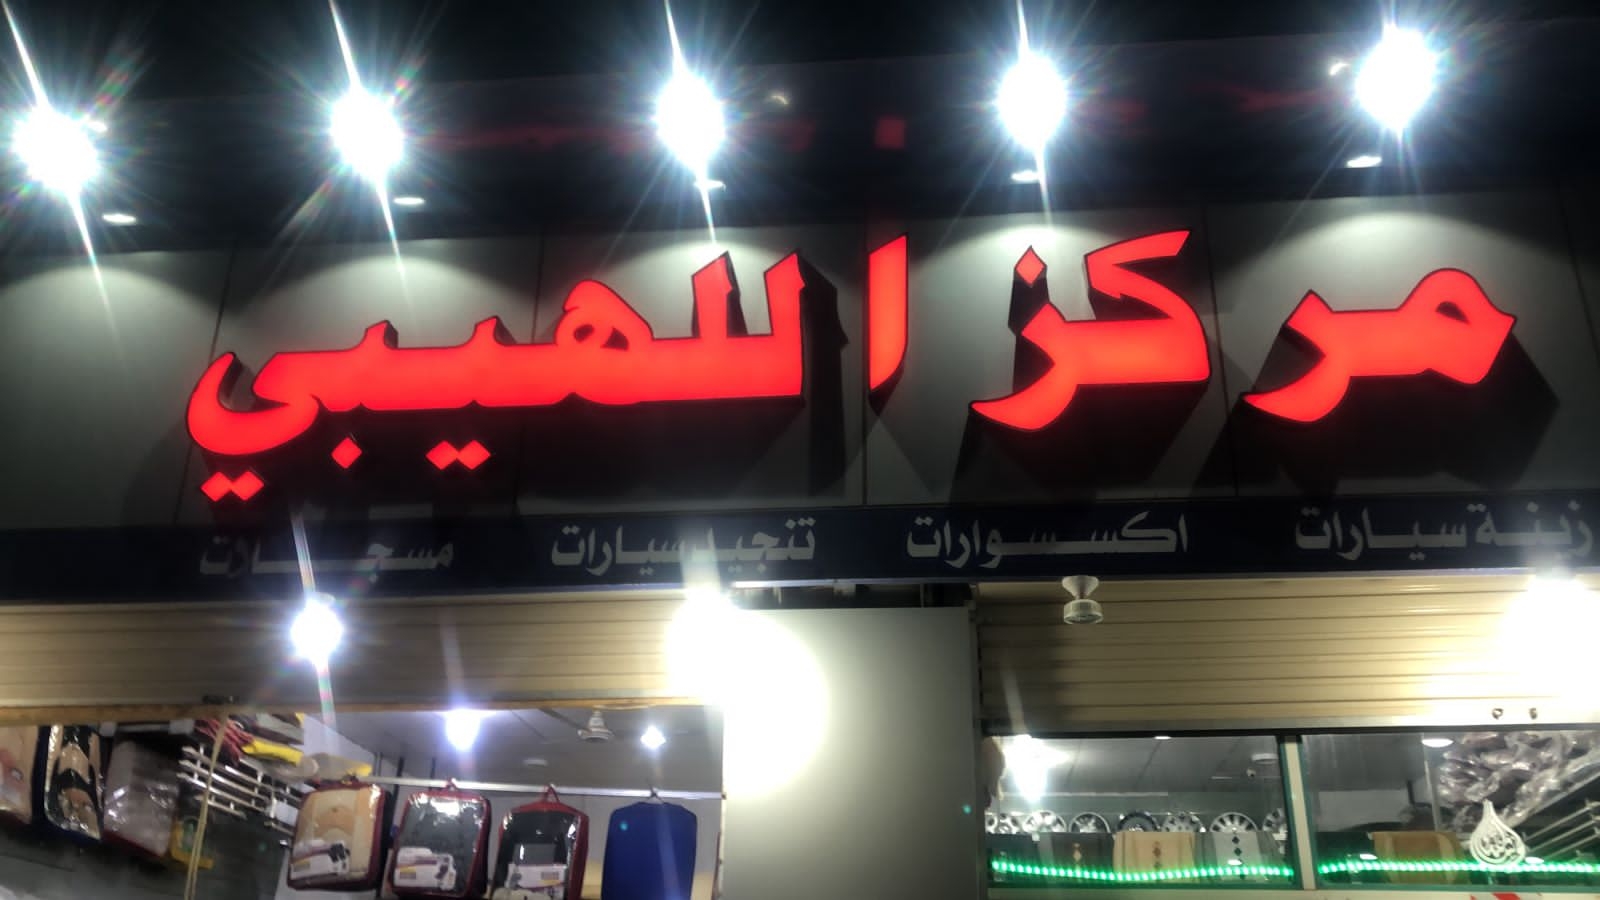 مركز اللهيبي
زينة سيارات اكسسوارات تنجيد سيارات مسجلات